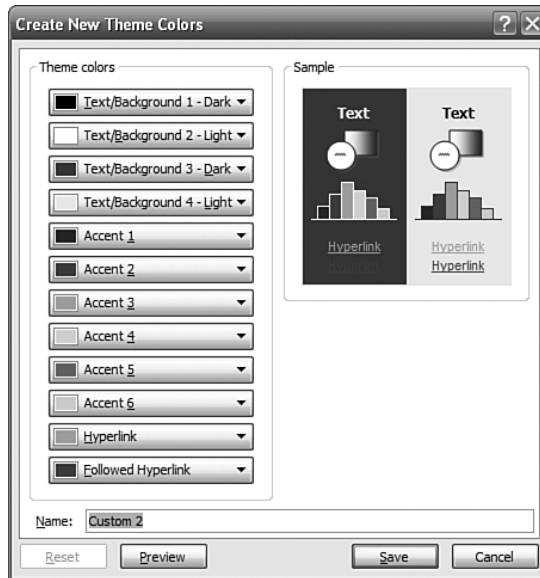 Create New Theme Colors
Theme colors
Text/Background 1 - Dark
Text/Background 2 - Light
Text/Background 3 - Dark
Text/Background 4 - Light
Accent 1
Accent 2
Accent 3
Accent 4
Accent 5
Accent 6
Hyperlink
Followed Hyperlink
Sample
Text Text
Hyperlink Hyperlink
Hyperlink Hyperlink
Name: Custom 2
Reset Preview Save Cancel